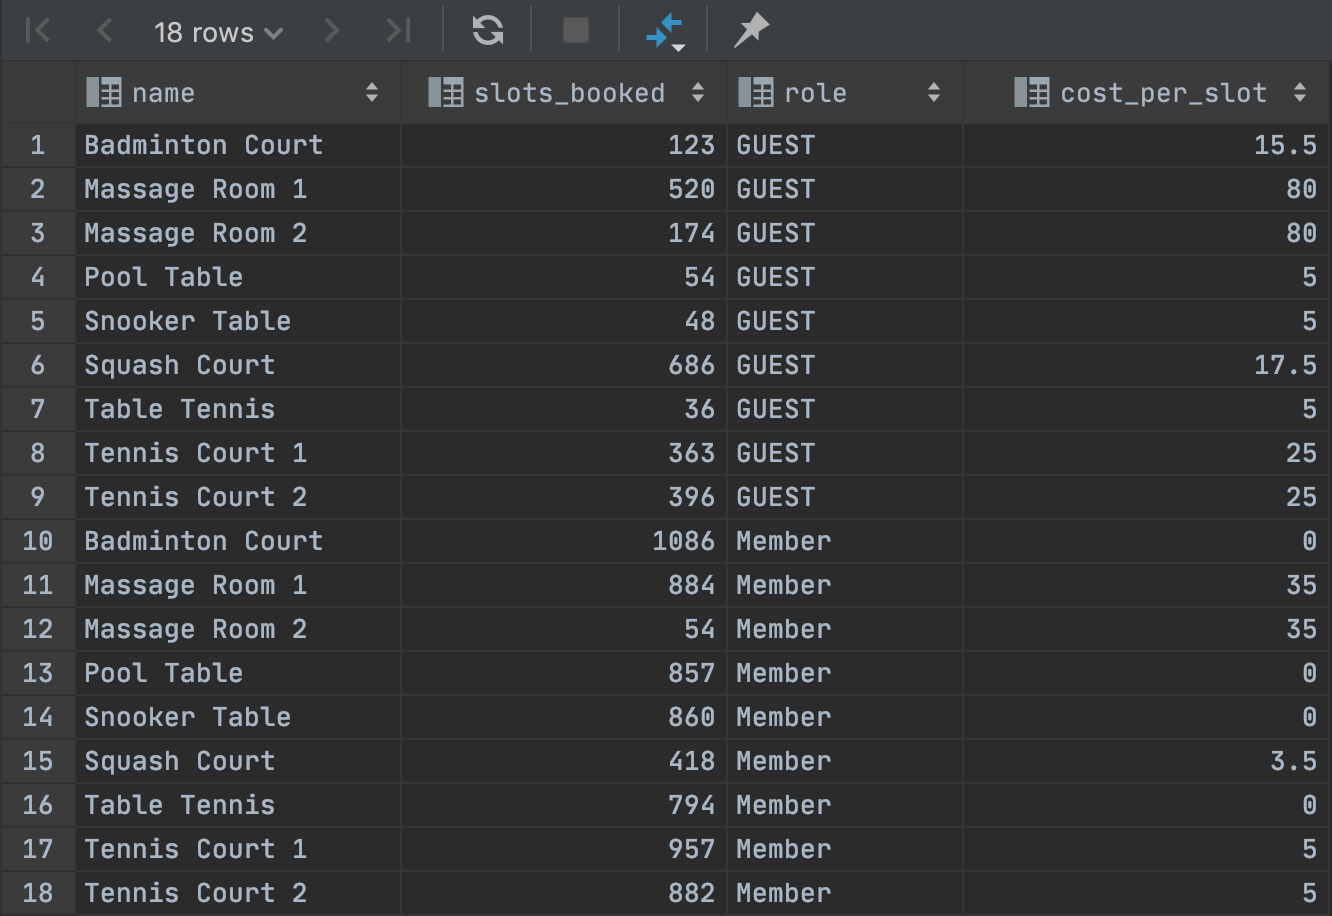 18 rows
name slots_booked role cost_per_slot
1 Badminton Court 123 GUEST 15.5
2 Massage Room 1 520 GUEST 80
3 Massage Room 2 174 GUEST 80
4 Pool Table 54 GUEST 5
5 Snooker Table 48 GUEST 5
6 Squash Court 686 GUEST 17.5
7 Table Tennis 36 GUEST 5
8 Tennis Court 1 363 GUEST 25
9 Tennis Court 2 396 GUEST 25
10 Badminton Court 1086 Member 0
11 Massage Room 1 884 Member 35
12 Massage Room 2 54 Member 35
13 Pool Table 857 Member 0
14 Snooker Table 860 Member 0
15 Squash Court 418 Member 3.5
16 Table Tennis 794 Member 0
17 Tennis Court 1 957 Member 5
18 Tennis Court 2 882 Member 5